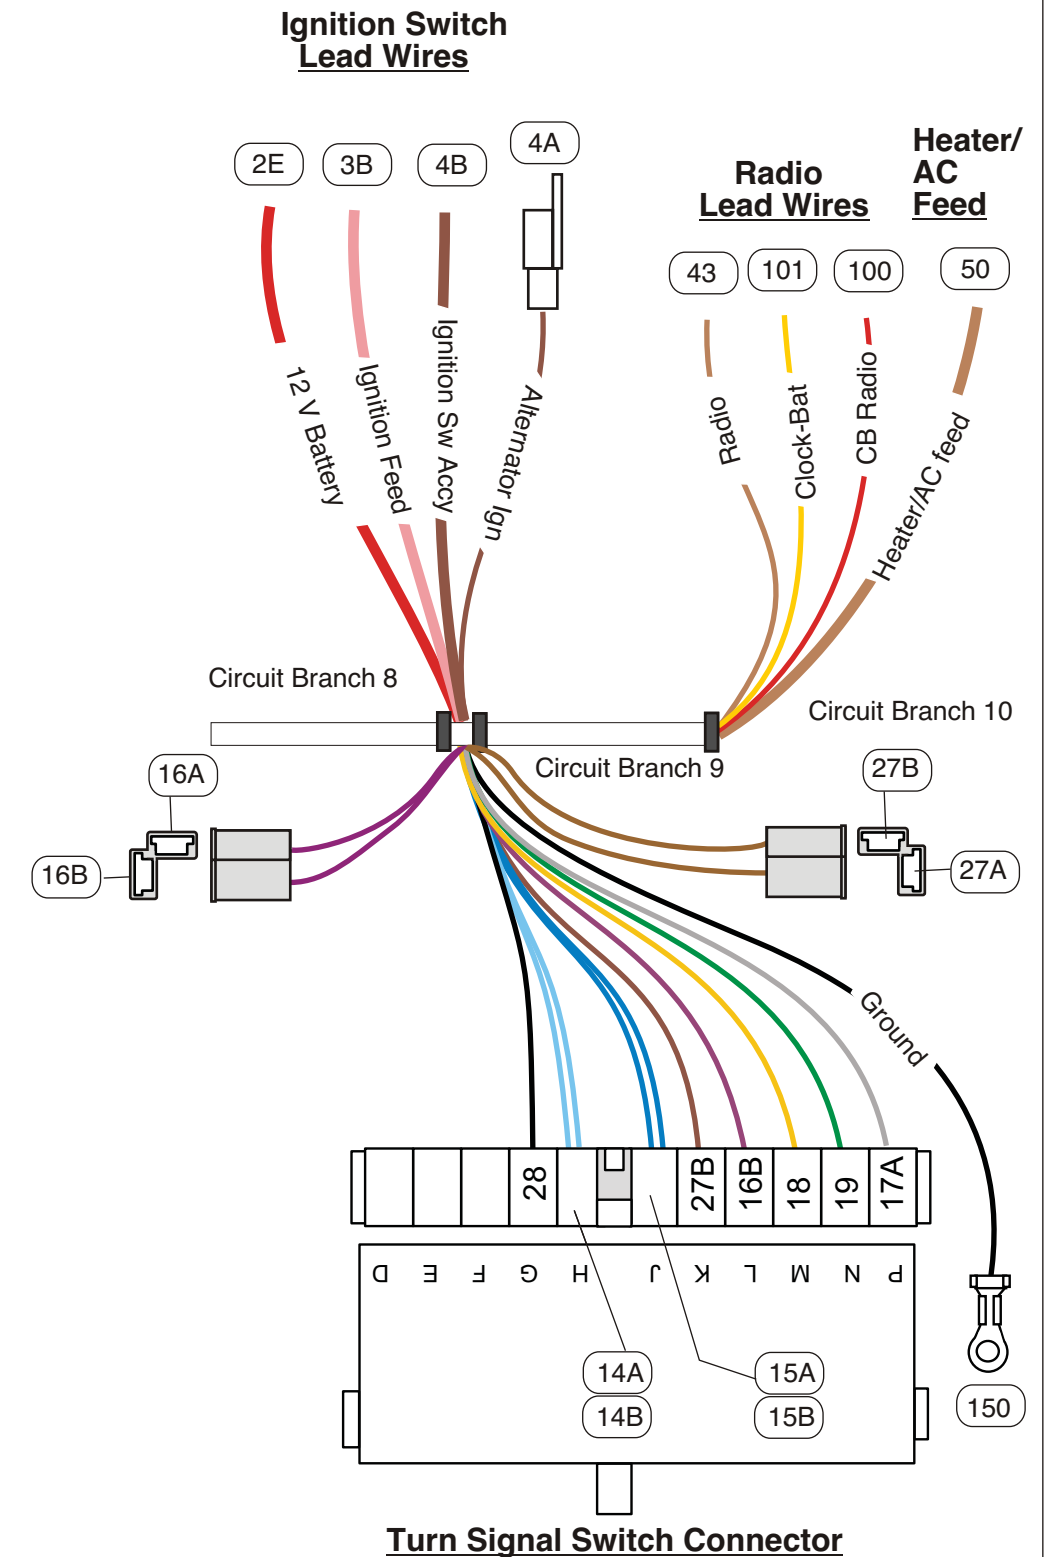 Ignition Switch
Lead Wires
2E
3B
4B
4A
Radio
Lead Wires
Heater/
AC
Feed
43
101
100
50
12 V Battery
Ignition Feed
Ignition Sw Accy
Alternator Ign
Radio
Clock-Bat
CB Radio
Heater/AC feed
Circuit Branch 8
Circuit Branch 10
Circuit Branch 9
16A
16B
27B
27A
Ground
28
27B
16B
18
19
17A
D
E
F
G
H
J
K
L
M
N
P
14A
14B
15A
15B
150
Turn Signal Switch Connector